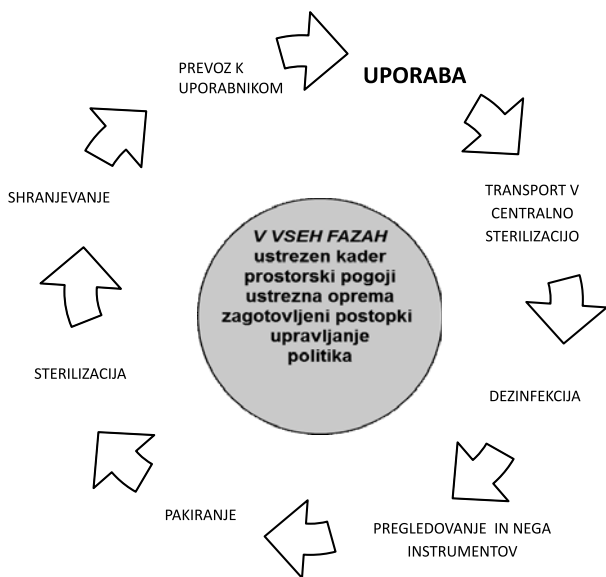 PREVOZ K
UPORABNIKOM
UPORABA
TRANSPORT V
CENTRALNO
STERILIZACIJO
DEZINFEKCIJA
PREGLEDOVANJE IN NEGA
INSTRUMENTOV
PAKIRANJE
STERILIZACIJA
SHRANJEVANJE
V VSEH FAZAH
ustrezen kader
prostorski pogoji
ustrezna oprema
zagotovljeni postopki
upravljanje
politika